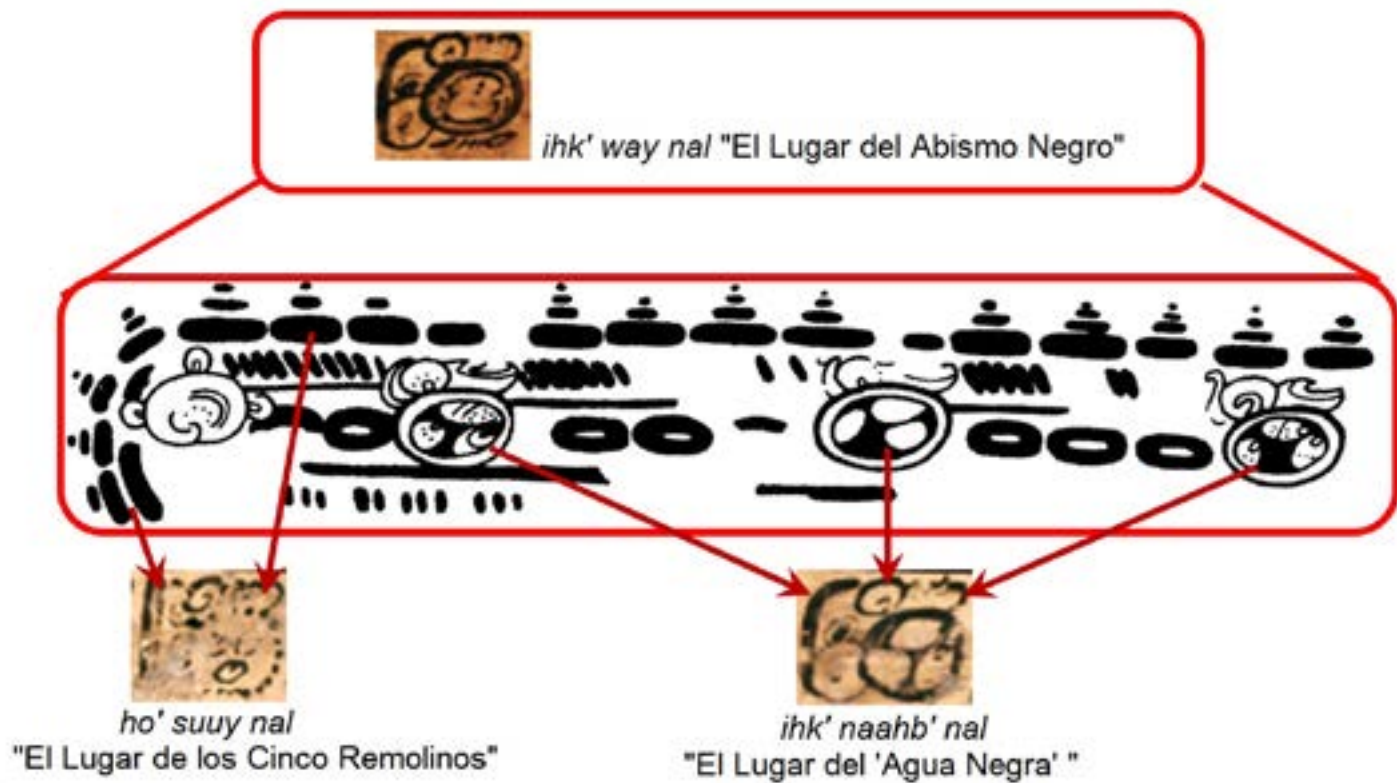 ihk' way nal "El Lugar del Abismo Negro"
ho' suuy nal
"El Lugar de los Cinco Remolinos"
ihk' naahb' nal
"El Lugar del 'Agua Negra' "